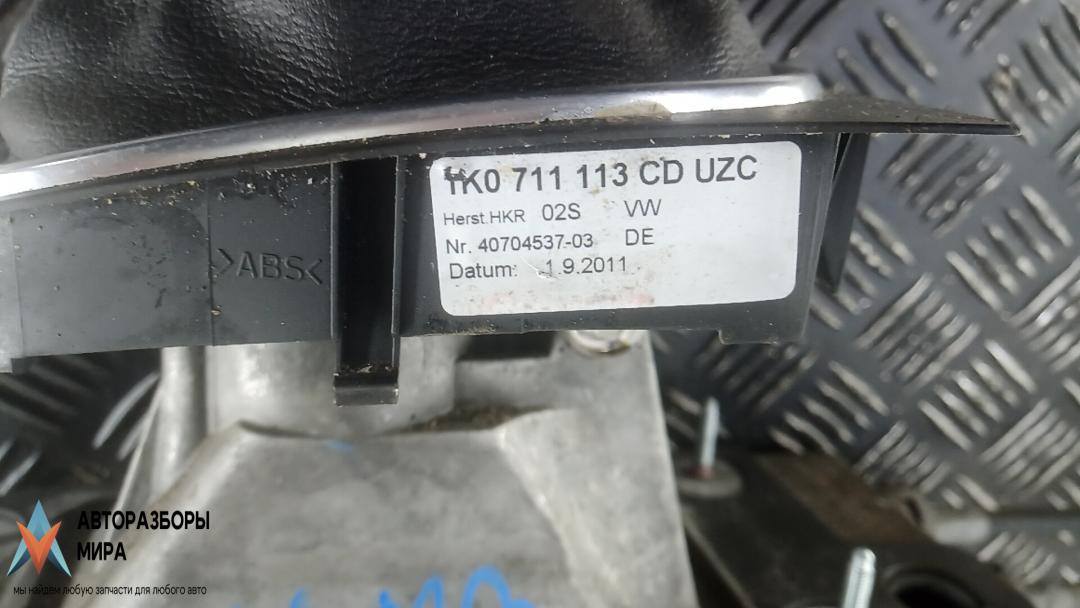 1K0 711 113 CD UZC
Herst.HKR 02S VW
Nr. 40704537-03 DE
Datum: 1.9.2011
>ABS<
АВТОРАЗБОРЫ
МИРА
мы найдем любую запчасти для любого авто